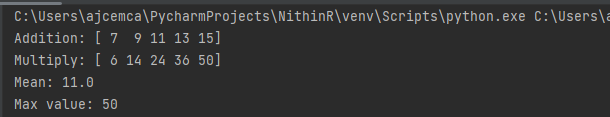 C:\Users\ajcemca\PycharmProjects\NithinR\venv\Scripts\python.exe C:\Users\a
Addition: [ 7  9 11 13 15]
Multiply: [ 6 14 24 36 50]
Mean: 11.0
Max value: 50